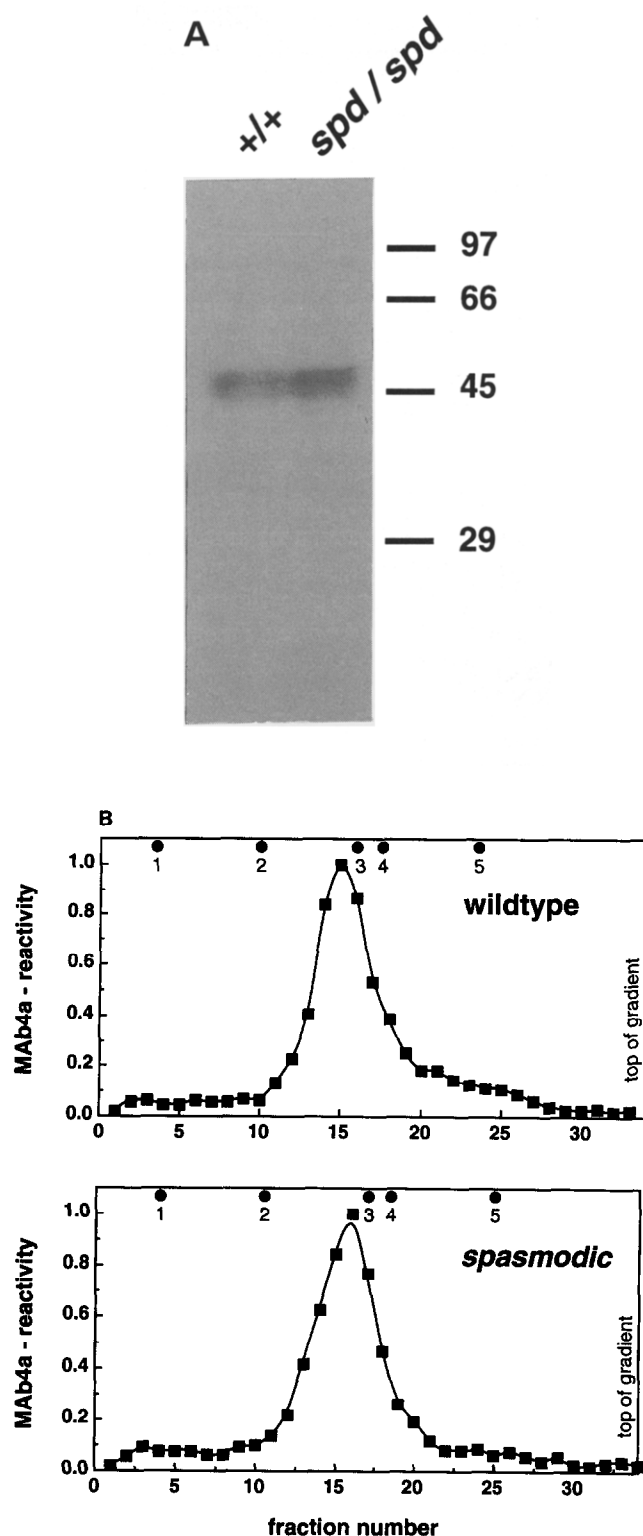 A
+/+
spd / spd
97
66
45
29
B
1 2 3 4 5
1.0
0.8
0.6
0.4
0.2
0.0
MAb4a - reactivity
wildtype
top of gradient
0 5 10 15 20 25 30
1 2 3 4 5
1.0
0.8
0.6
0.4
0.2
0.0
MAb4a - reactivity
spasmodic
top of gradient
0 5 10 15 20 25 30
fraction number